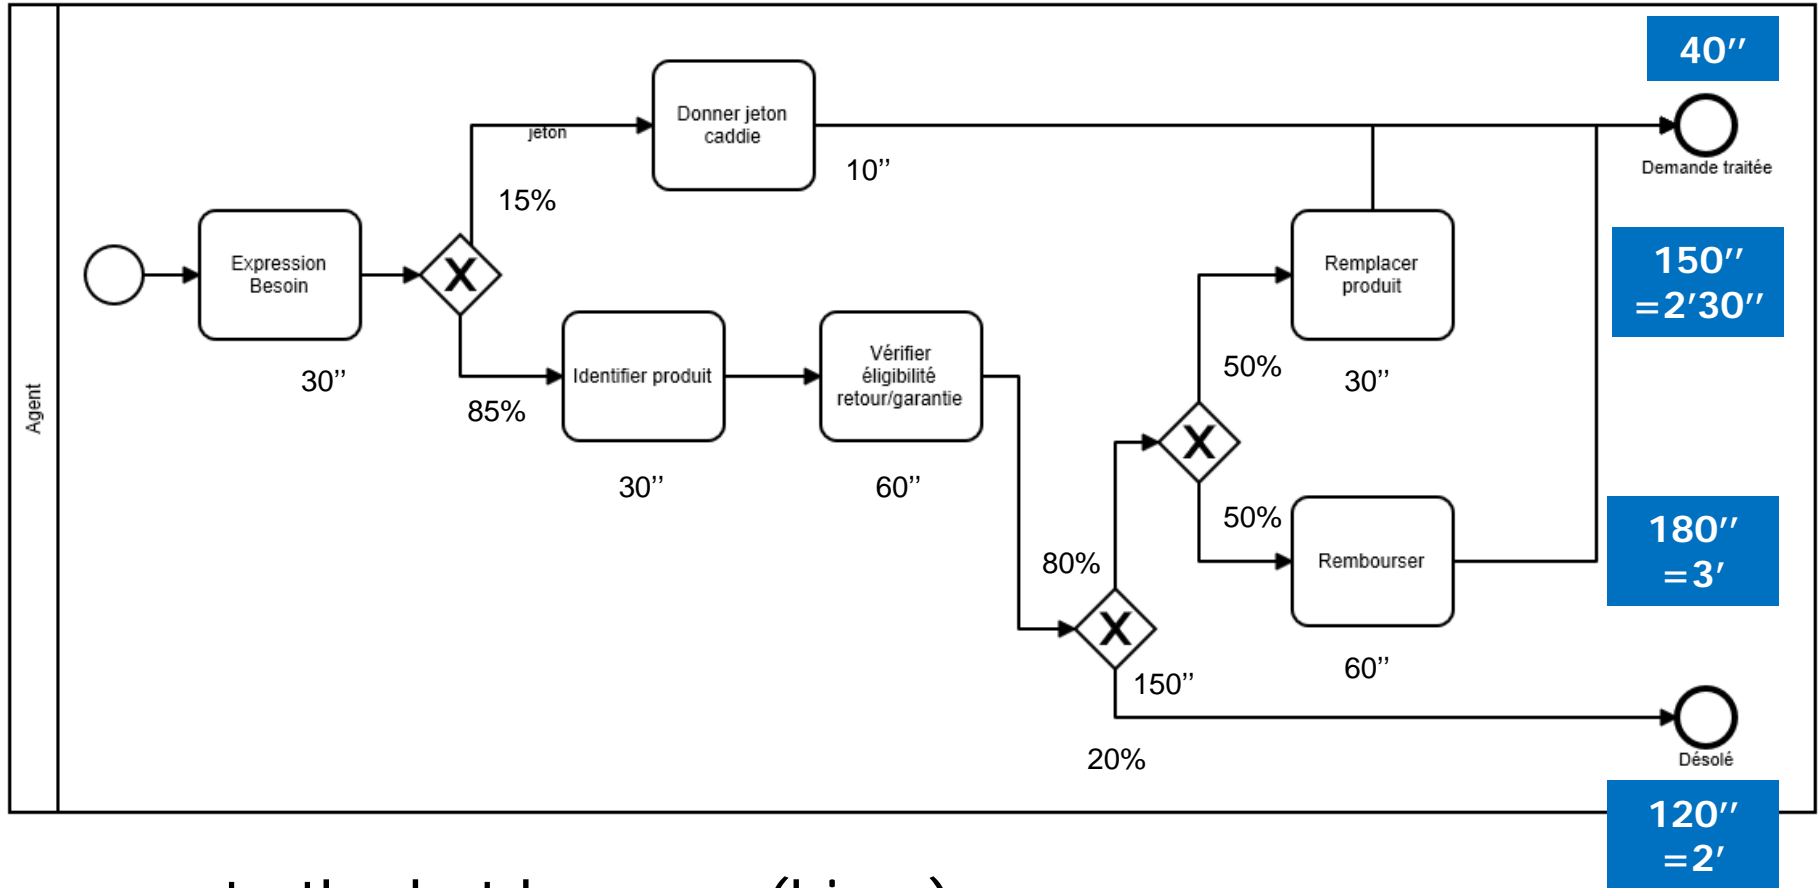 40’’
Donner jeton
caddie
jeton
10’’
Demande traitée
15%
Expression
Besoin
X
30’’
Remplacer
produit
150’’
=2’30’’
Agent
85%
Identifier produit
30’’
Vérifier
éligibilité
retour/garantie
60’’
50%
30’’
X
50%
Rembourser
60’’
180’’
=3’
80%
X
150’’
20%
Désolé
120’’
=2’